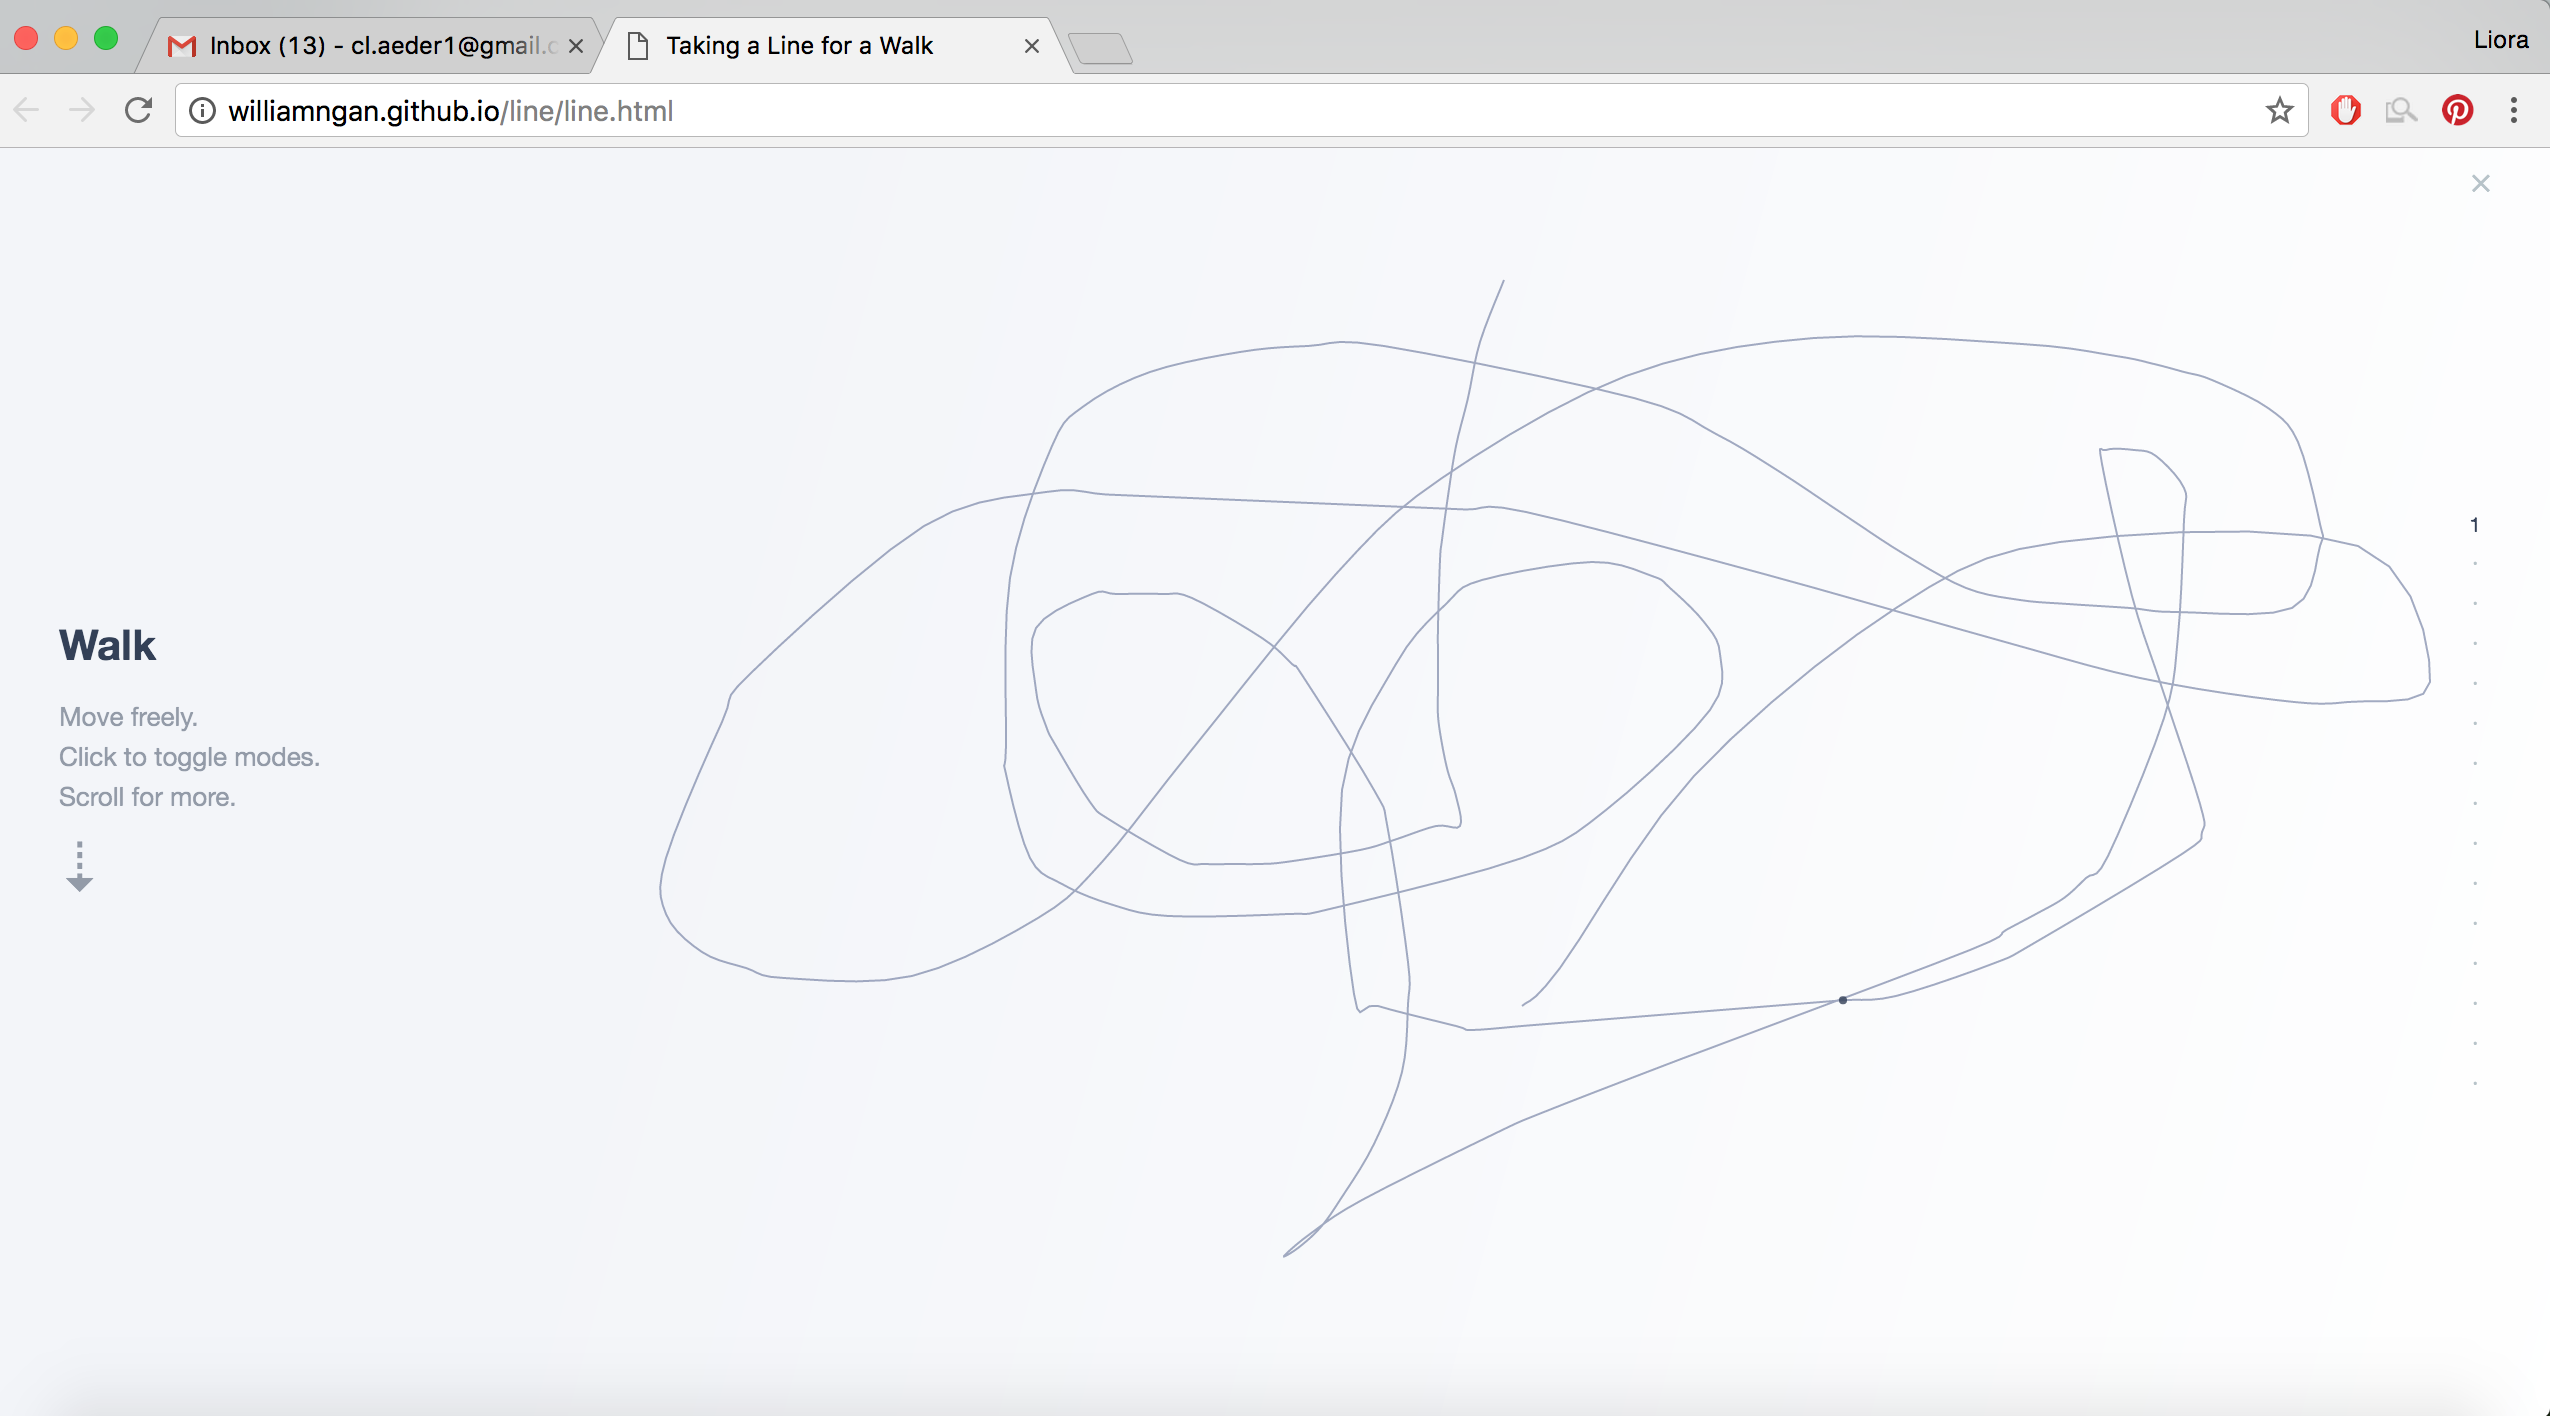 Inbox (13) - cl.aeder1@gmail.c
Taking a Line for a Walk
Liora
williamngan.github.io/line/line.html
1
Walk
Move freely.
Click to toggle modes.
Scroll for more.